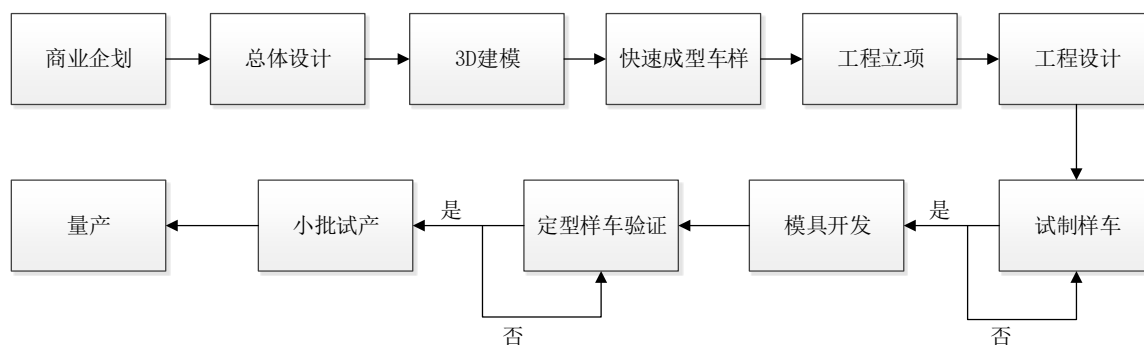 商业企划
总体设计
3D建模
快速成型车样
工程立项
工程设计
量产
小批试产
是
定型样车验证
模具开发
是
试制样车
否
否